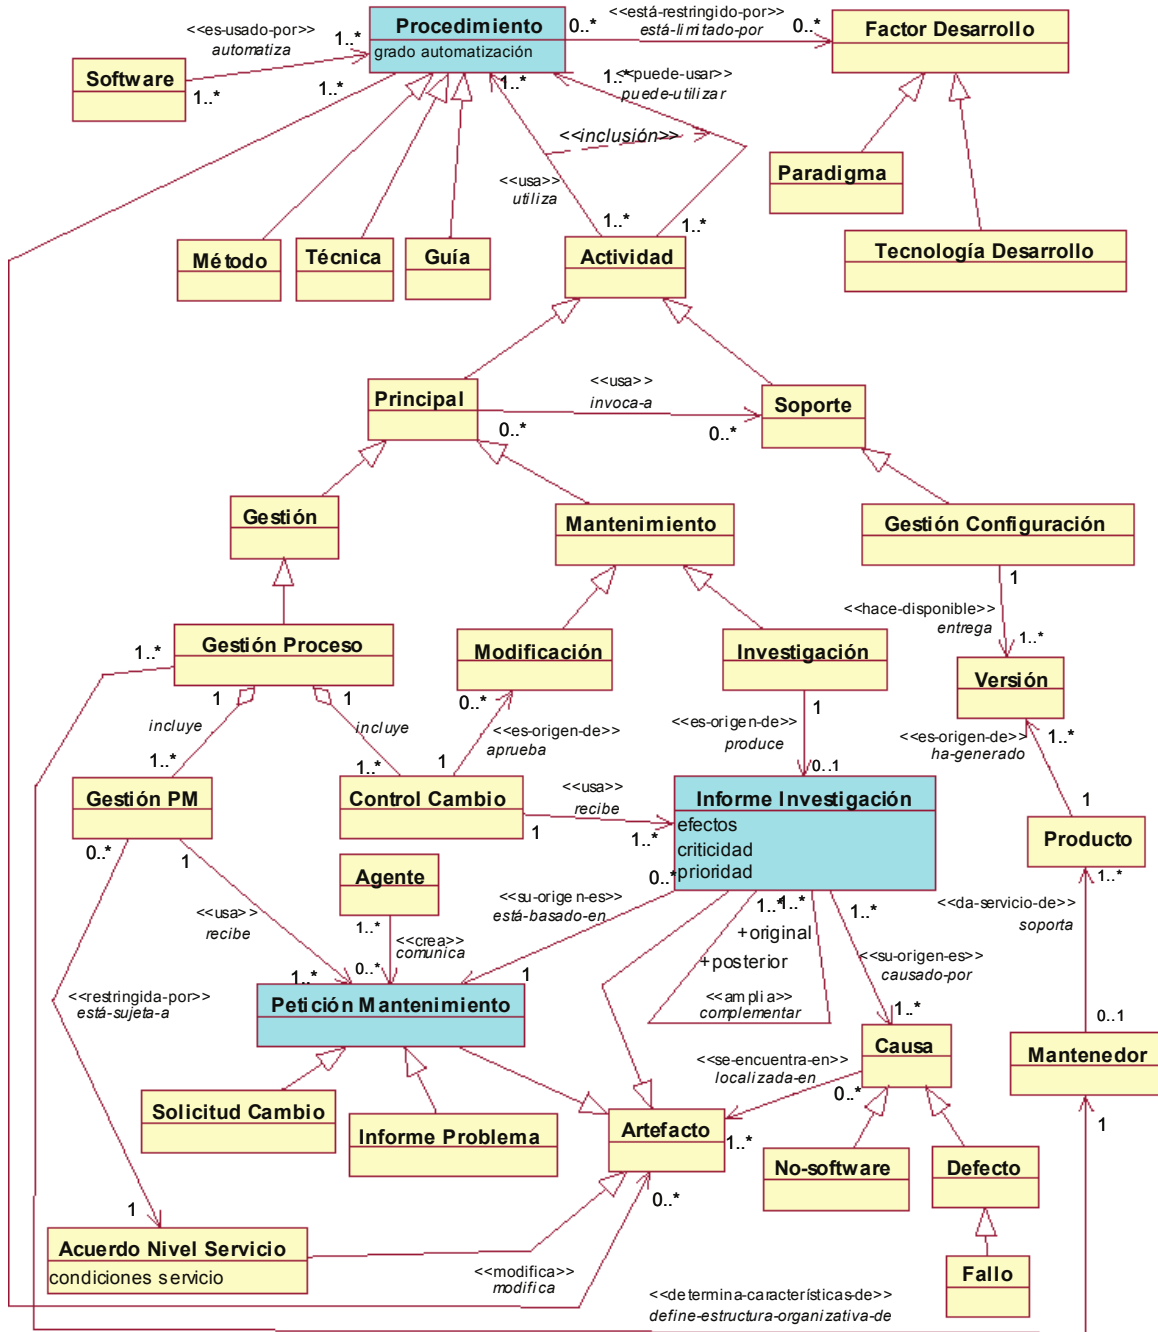 <<es-usado-por>>
automatiza
1..*
Software
1..*
Procedimiento
grado automatización
0..*
<<está-restringido-por>>
está-limitado-por
0..*
Factor Desarrollo
1..*
1..*
1..*
<<puede-usar>>
puede-utilizar
<<inclusión>>
<<usa>>
utiliza
1..*
1..*
Paradigma
Tecnología Desarrollo
Método
Técnica
Guía
Actividad
Principal
<<usa>>
invoca-a
0..*
0..*
Soporte
Gestión
Mantenimiento
Gestión Configuración
1
<<hace-disponible>>
entrega
1..*
Gestión Proceso
1..*
1
1
Modificación
0..*
Investigación
1
Versión
1..*
incluye
incluye
1..*
1..*
<<es-origen-de>>
aprueba
1
<<es-origen-de>>
produce
0..1
<<es-origen-de>>
ha-generado
1
Gestión PM
0..*
1
Control Cambio
1
<<usa>>
recibe
1..*
Informe Investigación
efectos
criticidad
prioridad
0..*
1..*
1..*
1..*
Producto
1..*
Agente
1..*
<<crea>>
comunica
0..*
<<su-origen-es>>
está-basado-en
1
<<usa>>
recibe
1..*
+original
+posterior
<<amplia>>
complementar
<<su-origen-es>>
causado-por
1..*
<<da-servicio-de>>
soporta
0..1
<<restringida-por>>
está-sujeta-a
1
Petición Mantenimiento
Causa
0..*
Mantenedor
1
<<se-encuentra-en>>
localizada-en
1..*
Solicitud Cambio
Informe Problema
Artefacto
0..*
No-software
Defecto
Acuerdo Nivel Servicio
condiciones servicio
Fallo
<<modifica>>
modifica
<<determina-características-de>>
define-estructura-organizativa-de